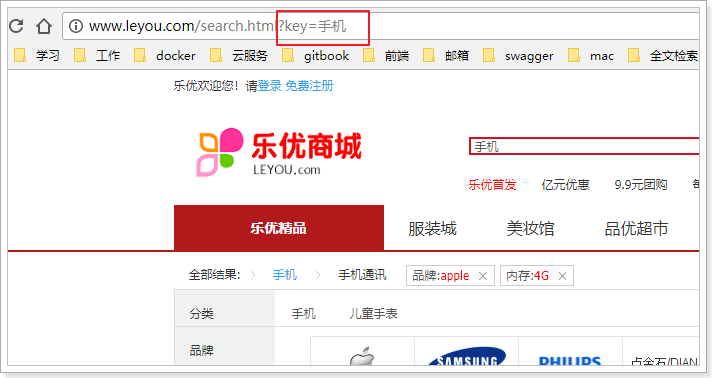 www.leyou.com/search.html?key=手机
学习 工作 docker 云服务 gitbook 前端 邮箱 swagger mac 全文检索
乐优欢迎您！请登录 免费注册
乐优商城
LEYOU.com
手机
乐优首发 亿元优惠 9.9元团购
乐优精品 服装城 美妆馆 品优超市
全部结果: 手机 手机通讯 品牌:apple × 内存:4G ×
分类 手机 儿童手表
品牌
SAMSUNG PHILIPS